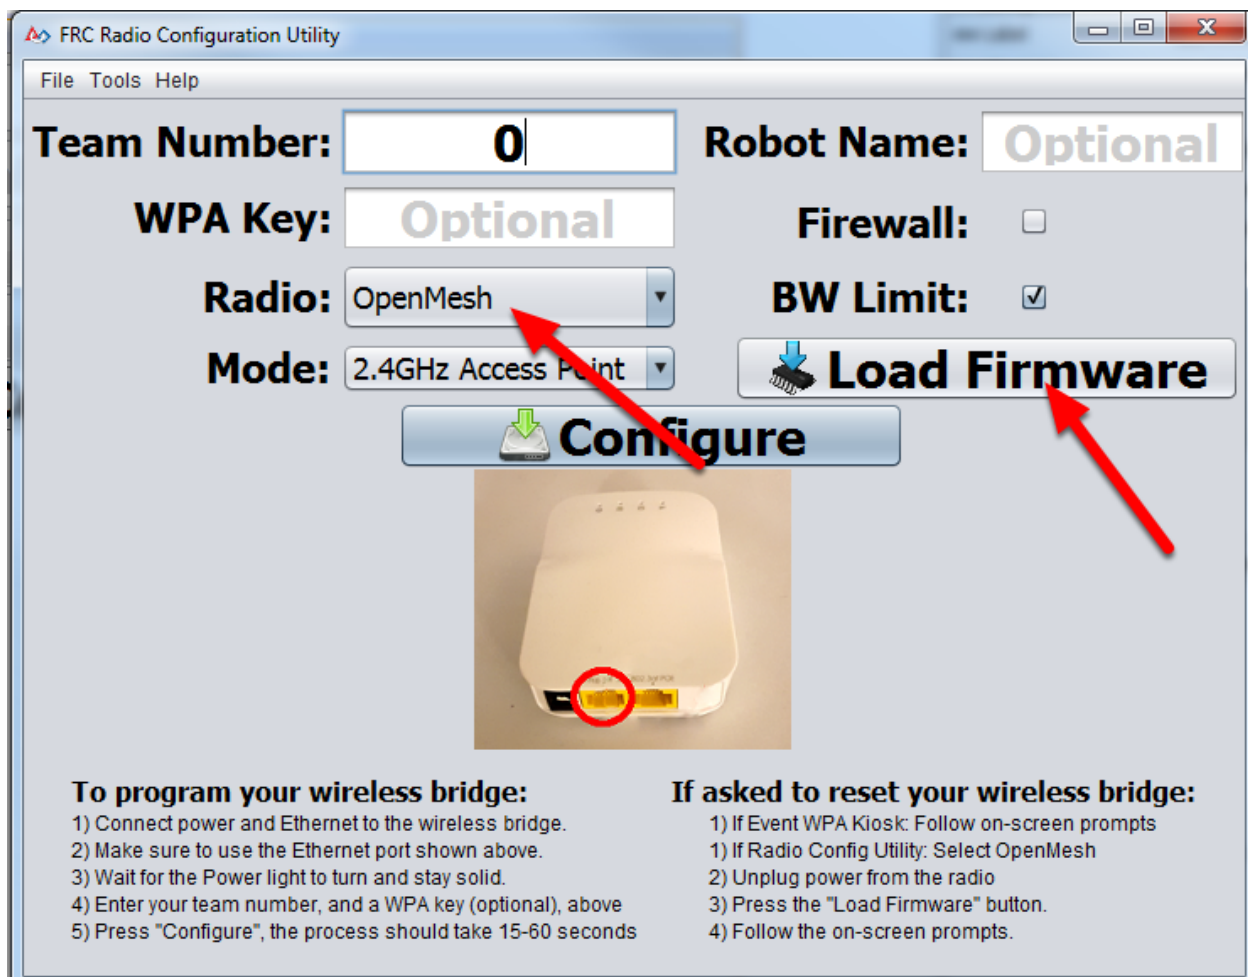 FRC Radio Configuration Utility
File Tools Help
Team Number: 0 Robot Name: Optional
WPA Key: Optional Firewall:
Radio: OpenMesh BW Limit:
Mode: 2.4GHz Access Point Load Firmware
Configure
To program your wireless bridge:
1) Connect power and Ethernet to the wireless bridge.
2) Make sure to use the Ethernet port shown above.
3) Wait for the Power light to turn and stay solid.
4) Enter your team number, and a WPA key (optional), above
5) Press "Configure", the process should take 15-60 seconds
If asked to reset your wireless bridge:
1) If Event WPA Kiosk: Follow on-screen prompts
1) If Radio Config Utility: Select OpenMesh
2) Unplug power from the radio
3) Press the "Load Firmware" button.
4) Follow the on-screen prompts.